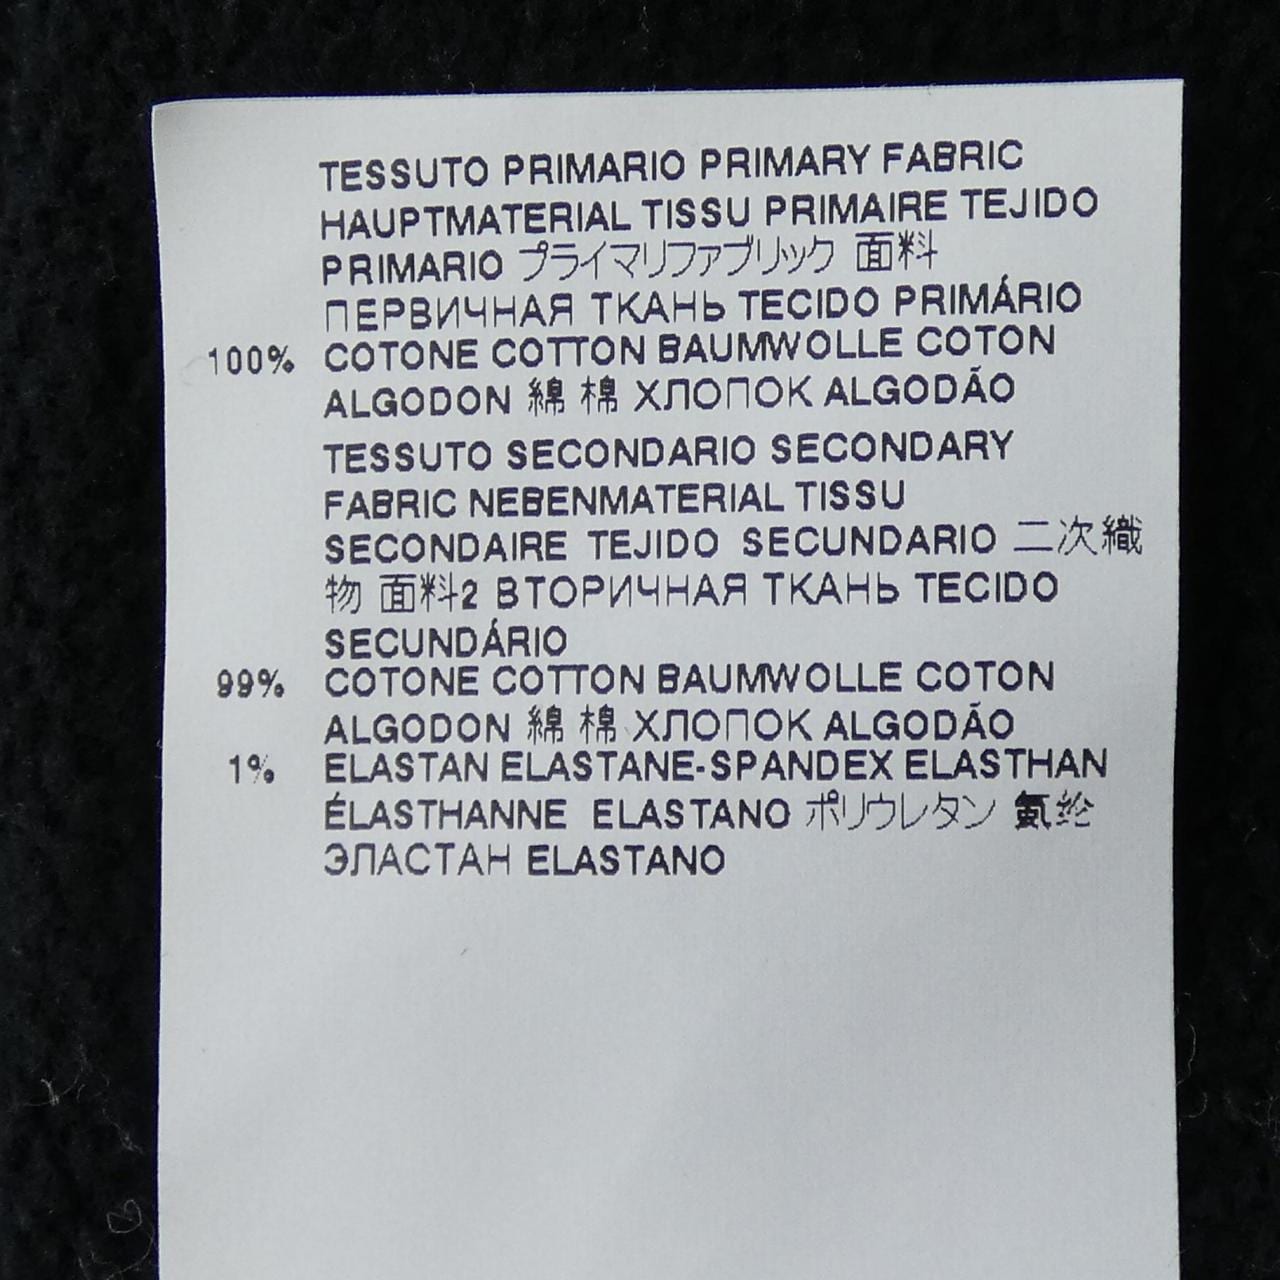 TESSUTO PRIMARIO PRIMARY FABRIC
HAUPTMATERIAL TISSU PRIMAIRE TEJIDO
PRIMARIO プライマリファブリック 面料
ПЕРВИЧНАЯ ТКАНЬ TECIDO PRIMÁRIO
100% COTONE COTTON BAUMWOLLE COTON
ALGODON 綿 棉 ХЛОПОК ALGODÃO
TESSUTO SECONDARIO SECONDARY
FABRIC NEBENMATERIAL TISSU
SECONDAIRE TEJIDO SECUNDARIO 二次織
物 面料2 ВТОРИЧНАЯ ТКАНЬ TECIDO
SECUNDÁRIO
99% COTONE COTTON BAUMWOLLE COTON
ALGODON 綿 棉 ХЛОПОК ALGODÃO
1% ELASTAN ELASTANE-SPANDEX ELASTHAN
ÉLASTHANNE ELASTANO ポリウレタン 氨纶
ЭЛАСТАН ELASTANO